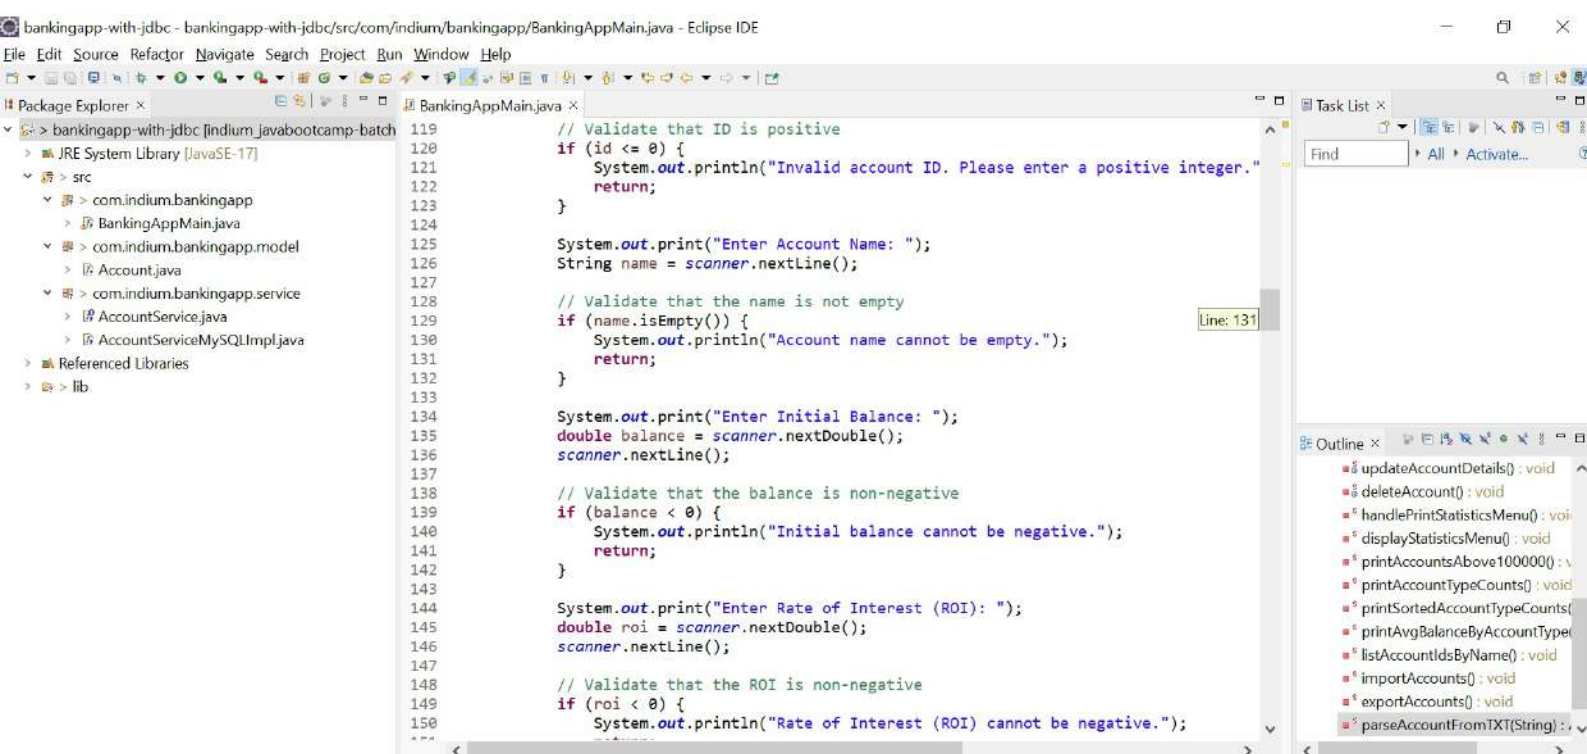 bankingapp-with-jdbc - bankingapp-with-jdbc/src/com/indium/bankingapp/BankingAppMain.java - Eclipse IDE
File Edit Source Refactor Navigate Search Project Run Window Help
Package Explorer ×
> bankingapp-with-jdbc [indium_javabootcamp-batch
JRE System Library [JavaSE-17]
> src
> com.indium.bankingapp
> BankingAppMain.java
> com.indium.bankingapp.model
> Account.java
> com.indium.bankingapp.service
> AccountService.java
> AccountServiceMySQLImpl.java
Referenced Libraries
> lib
BankingAppMain.java ×
119 // Validate that ID is positive
120 if (id <= 0) {
121 System.out.println("Invalid account ID. Please enter a positive integer."
122 return;
123 }
124
125 System.out.print("Enter Account Name: ");
126 String name = scanner.nextLine();
127
128 // Validate that the name is not empty
129 if (name.isEmpty()) {
130 System.out.println("Account name cannot be empty.");
131 return;
132 }
133
134 System.out.print("Enter Initial Balance: ");
135 double balance = scanner.nextDouble();
136 scanner.nextLine();
137
138 // Validate that the balance is non-negative
139 if (balance < 0) {
140 System.out.println("Initial balance cannot be negative.");
141 return;
142 }
143
144 System.out.print("Enter Rate of Interest (ROI): ");
145 double roi = scanner.nextDouble();
146 scanner.nextLine();
147
148 // Validate that the ROI is non-negative
149 if (roi < 0) {
150 System.out.println("Rate of Interest (ROI) cannot be negative.");
Line: 131
Task List ×
Find All Activate...
Outline ×
updateAccountDetails() : void
deleteAccount() : void
handlePrintStatisticsMenu() : voi
displayStatisticsMenu() : void
printAccountsAbove100000() : v
printAccountTypeCounts() : void
printSortedAccountTypeCounts(
printAvgBalanceByAccountType(
listAccountIdsByName() : void
importAccounts() : void
exportAccounts() : void
parseAccountFromTXT(String) :